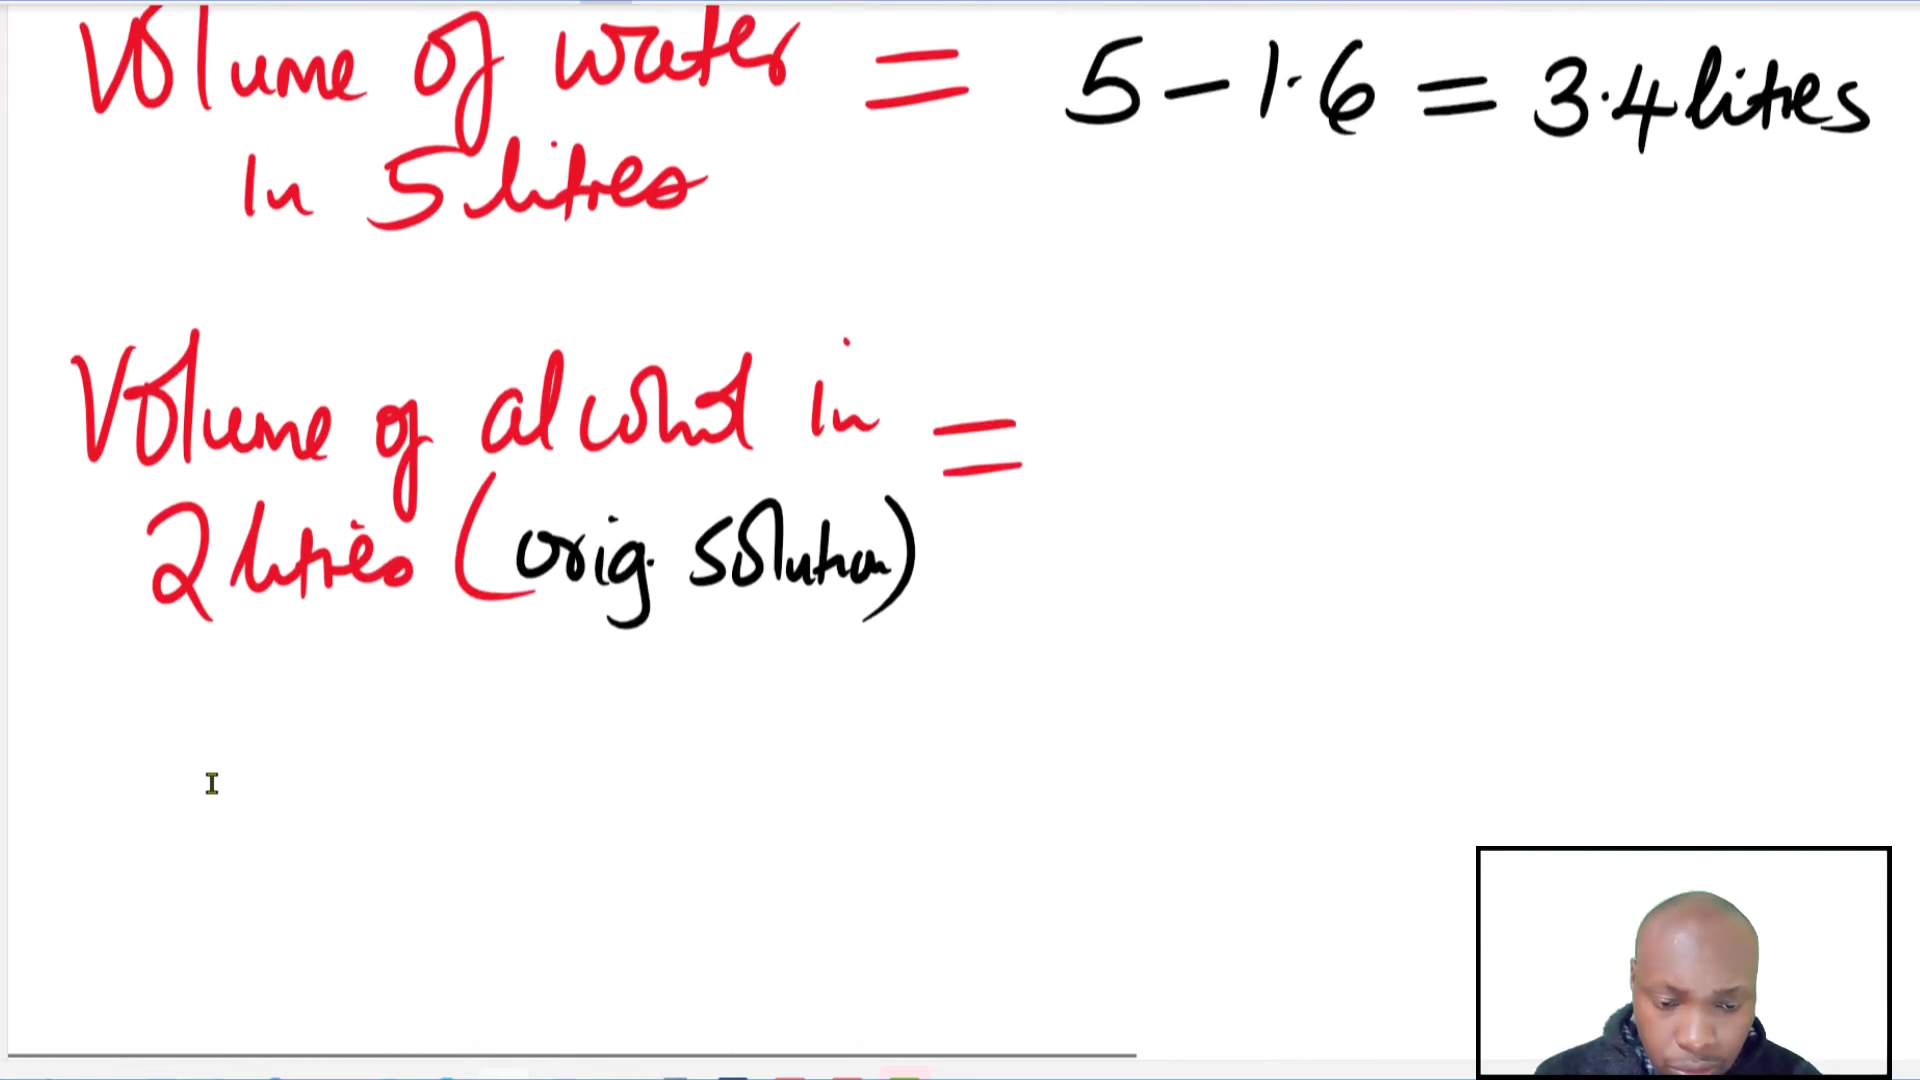 Volume of water = 5 - 1.6 = 3.4 litres
in 5 litres
Volume of alcohol in =
2 litres (orig. solution)